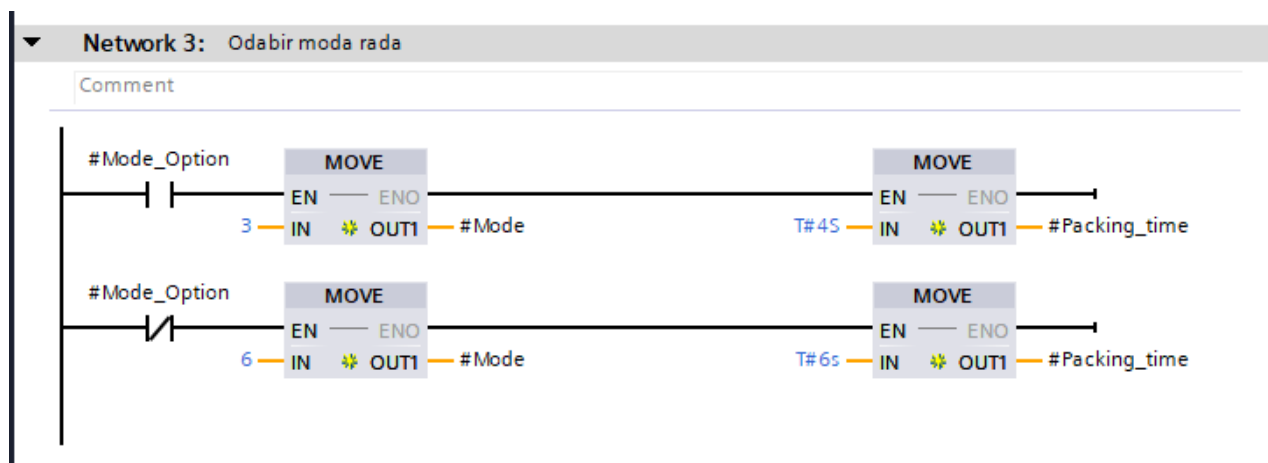 Network 3: Odabir moda rada
Comment
#Mode_Option
MOVE
MOVE
EN ENO
EN ENO
3 IN OUT1 #Mode
T#4S IN OUT1 #Packing_time
#Mode_Option
MOVE
MOVE
EN ENO
EN ENO
6 IN OUT1 #Mode
T#6s IN OUT1 #Packing_time